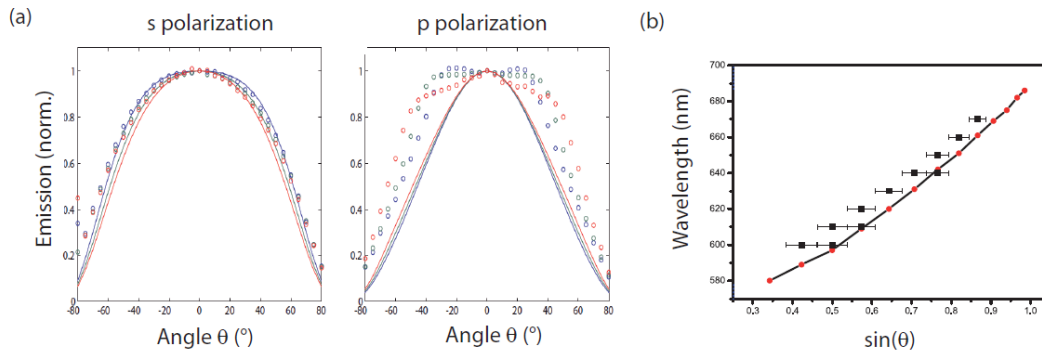 (a)
s polarization
p polarization
(b)
Emission (norm.)
1
0.8
0.6
0.4
0.2
0
-80 -60 -40 -20 0 20 40 60 80
Angle θ (°)
1
0.8
0.6
0.4
0.2
0
-80 -60 -40 -20 0 20 40 60 80
Angle θ (°)
Wavelength (nm)
700
680
660
640
620
600
580
0.3 0.4 0.5 0.6 0.7 0.8 0.9 1.0
sin(θ)